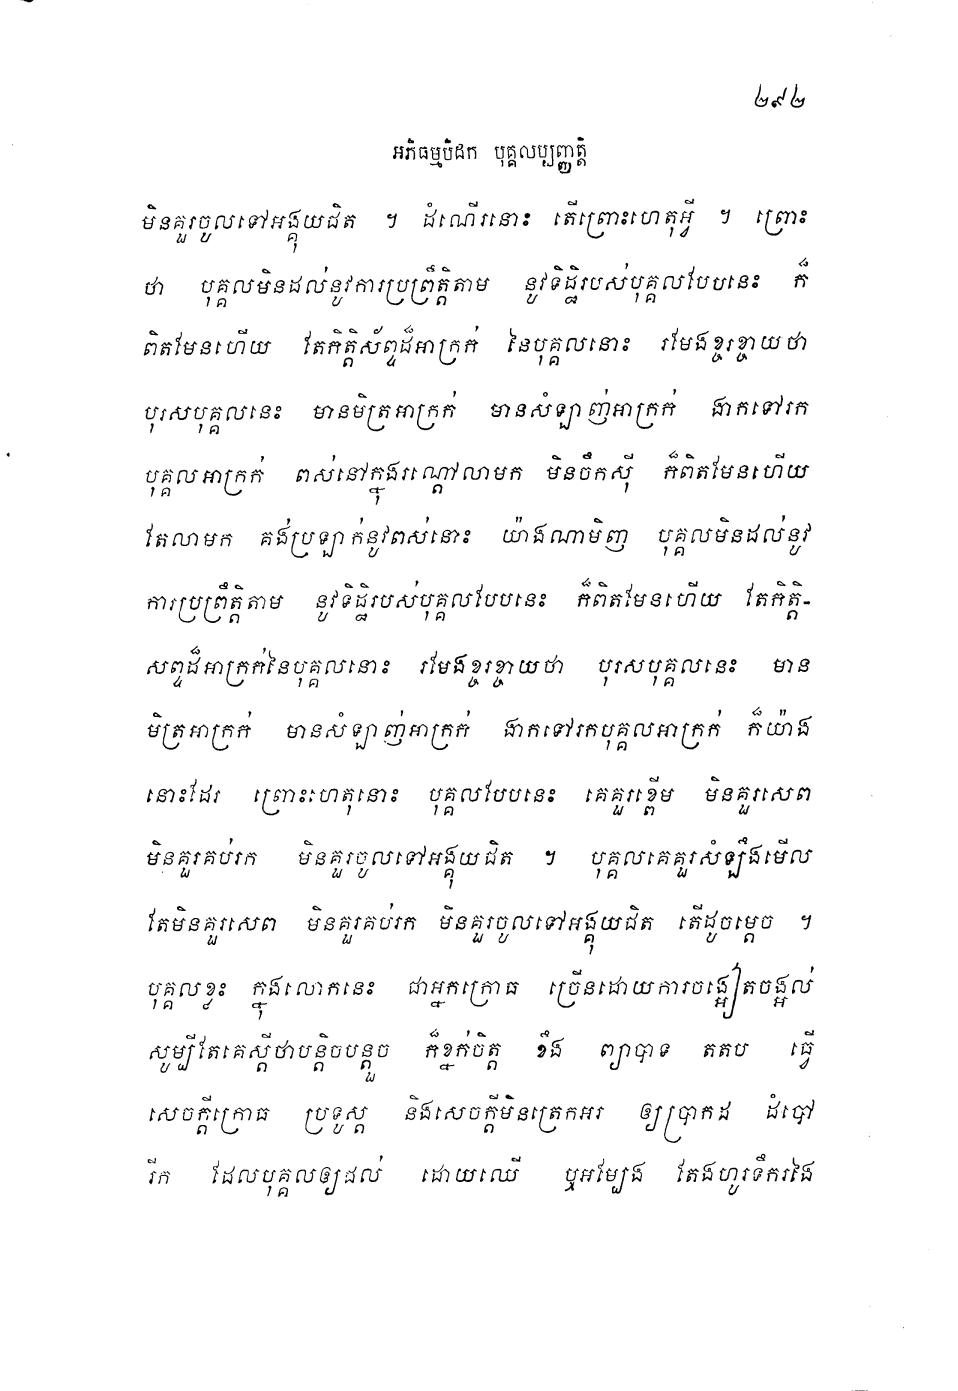 ២៩២
អភិធម្មបិដក បុគ្គលប្បញ្ញត្តិ
មិនគួរចូលទៅអង្គុយជិត ។ ដំណើរនោះ តើព្រោះហេតុអ្វី ។ ព្រោះ
ថា បុគ្គលមិនដល់នូវការប្រព្រឹត្តិតាម នូវទិដ្ឋិរបស់បុគ្គលបែបនេះ ក៏
ពិតមែនហើយ តែកិត្តិស័ព្ទដ៏អាក្រក់ នៃបុគ្គលនោះ រមែងខ្ចរខ្ចាយថា
បុរសបុគ្គលនេះ មានមិត្រអាក្រក់ មានសំឡាញ់អាក្រក់ ងាកទៅរក
បុគ្គលអាក្រក់ ពស់នៅក្នុងរណ្តៅលាមក មិនចឹកស៊ី ក៏ពិតមែនហើយ
តែលាមក គង់ប្រឡាក់នូវពស់នោះ យ៉ាងណាមិញ បុគ្គលមិនដល់នូវ
ការប្រព្រឹត្តិតាម នូវទិដ្ឋិរបស់បុគ្គលបែបនេះ ក៏ពិតមែនហើយ តែកិត្តិ-
សព្ទដ៏អាក្រក់នៃបុគ្គលនោះ រមែងខ្ចរខ្ចាយថា បុរសបុគ្គលនេះ មាន
មិត្រអាក្រក់ មានសំឡាញ់អាក្រក់ ងាកទៅរកបុគ្គលអាក្រក់ ក៏យ៉ាង
នោះដែរ ព្រោះហេតុនោះ បុគ្គលបែបនេះ គេគួរខ្ពើម មិនគួរសេព
មិនគួរគប់រក មិនគួរចូលទៅអង្គុយជិត ។ បុគ្គលគេគួរសំឡឹងមើល
តែមិនគួរសេព មិនគួរគប់រក មិនគួរចូលទៅអង្គុយជិត តើដូចម្តេច ។
បុគ្គលខ្លះ ក្នុងលោកនេះ ជាអ្នកក្រោធ ច្រើនដោយការចង្អៀតចង្អល់
សូម្បីតែគេស្តីថាបន្តិចបន្តួច ក៏ខ្នក់ចិត្ត ខឹង ព្យាបាទ តតប ធ្វើ
សេចក្តីក្រោធ ប្រទូស្ត និងសេចក្តីមិនត្រេកអរ ឲ្យប្រាកដ ដំបៅ
រីក ដែលបុគ្គលឲ្យដល់ ដោយឈើ ឬអម្បែង តែងហូរទឹករងៃ